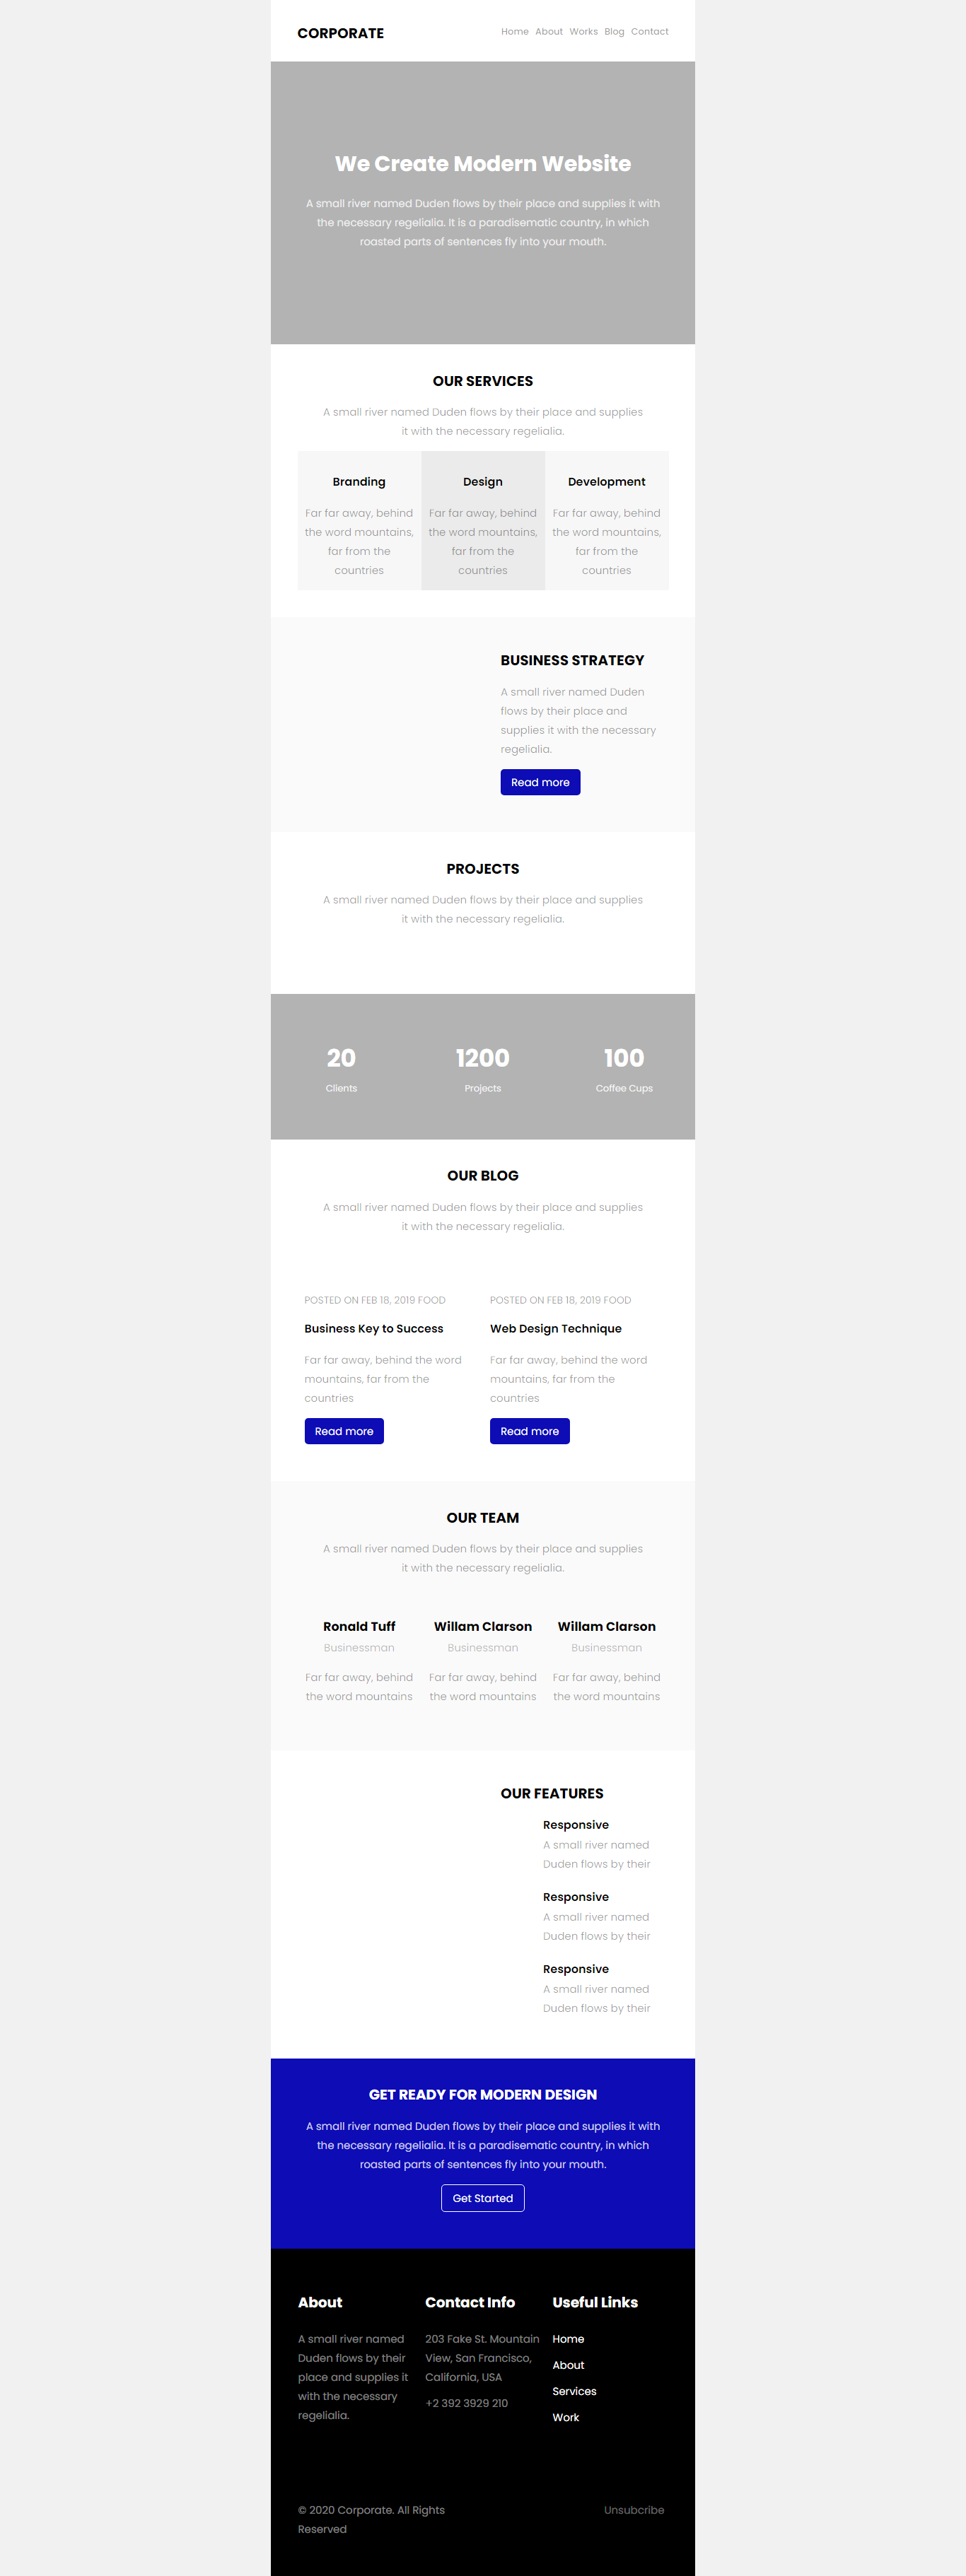 CORPORATE
Home About Works Blog Contact
We Create Modern Website
A small river named Duden flows by their place and supplies it with
the necessary regelialia. It is a paradisematic country, in which
roasted parts of sentences fly into your mouth.
OUR SERVICES
A small river named Duden flows by their place and supplies
it with the necessary regelialia.
Branding
Far far away, behind
the word mountains,
far from the
countries
Design
Far far away, behind
the word mountains,
far from the
countries
Development
Far far away, behind
the word mountains,
far from the
countries
BUSINESS STRATEGY
A small river named Duden
flows by their place and
supplies it with the necessary
regelialia.
Read more
PROJECTS
A small river named Duden flows by their place and supplies
it with the necessary regelialia.
20
Clients
1200
Projects
100
Coffee Cups
OUR BLOG
A small river named Duden flows by their place and supplies
it with the necessary regelialia.
POSTED ON FEB 18, 2019 FOOD
Business Key to Success
Far far away, behind the word
mountains, far from the
countries
Read more
POSTED ON FEB 18, 2019 FOOD
Web Design Technique
Far far away, behind the word
mountains, far from the
countries
Read more
OUR TEAM
A small river named Duden flows by their place and supplies
it with the necessary regelialia.
Ronald Tuff
Businessman
Far far away, behind
the word mountains
Willam Clarson
Businessman
Far far away, behind
the word mountains
Willam Clarson
Businessman
Far far away, behind
the word mountains
OUR FEATURES
Responsive
A small river named
Duden flows by their
Responsive
A small river named
Duden flows by their
Responsive
A small river named
Duden flows by their
GET READY FOR MODERN DESIGN
A small river named Duden flows by their place and supplies it with
the necessary regelialia. It is a paradisematic country, in which
roasted parts of sentences fly into your mouth.
Get Started
About
A small river named
Duden flows by their
place and supplies it
with the necessary
regelialia.
Contact Info
203 Fake St. Mountain
View, San Francisco,
California, USA
+2 392 3929 210
Useful Links
Home
About
Services
Work
© 2020 Corporate. All Rights
Reserved
Unsubcribe